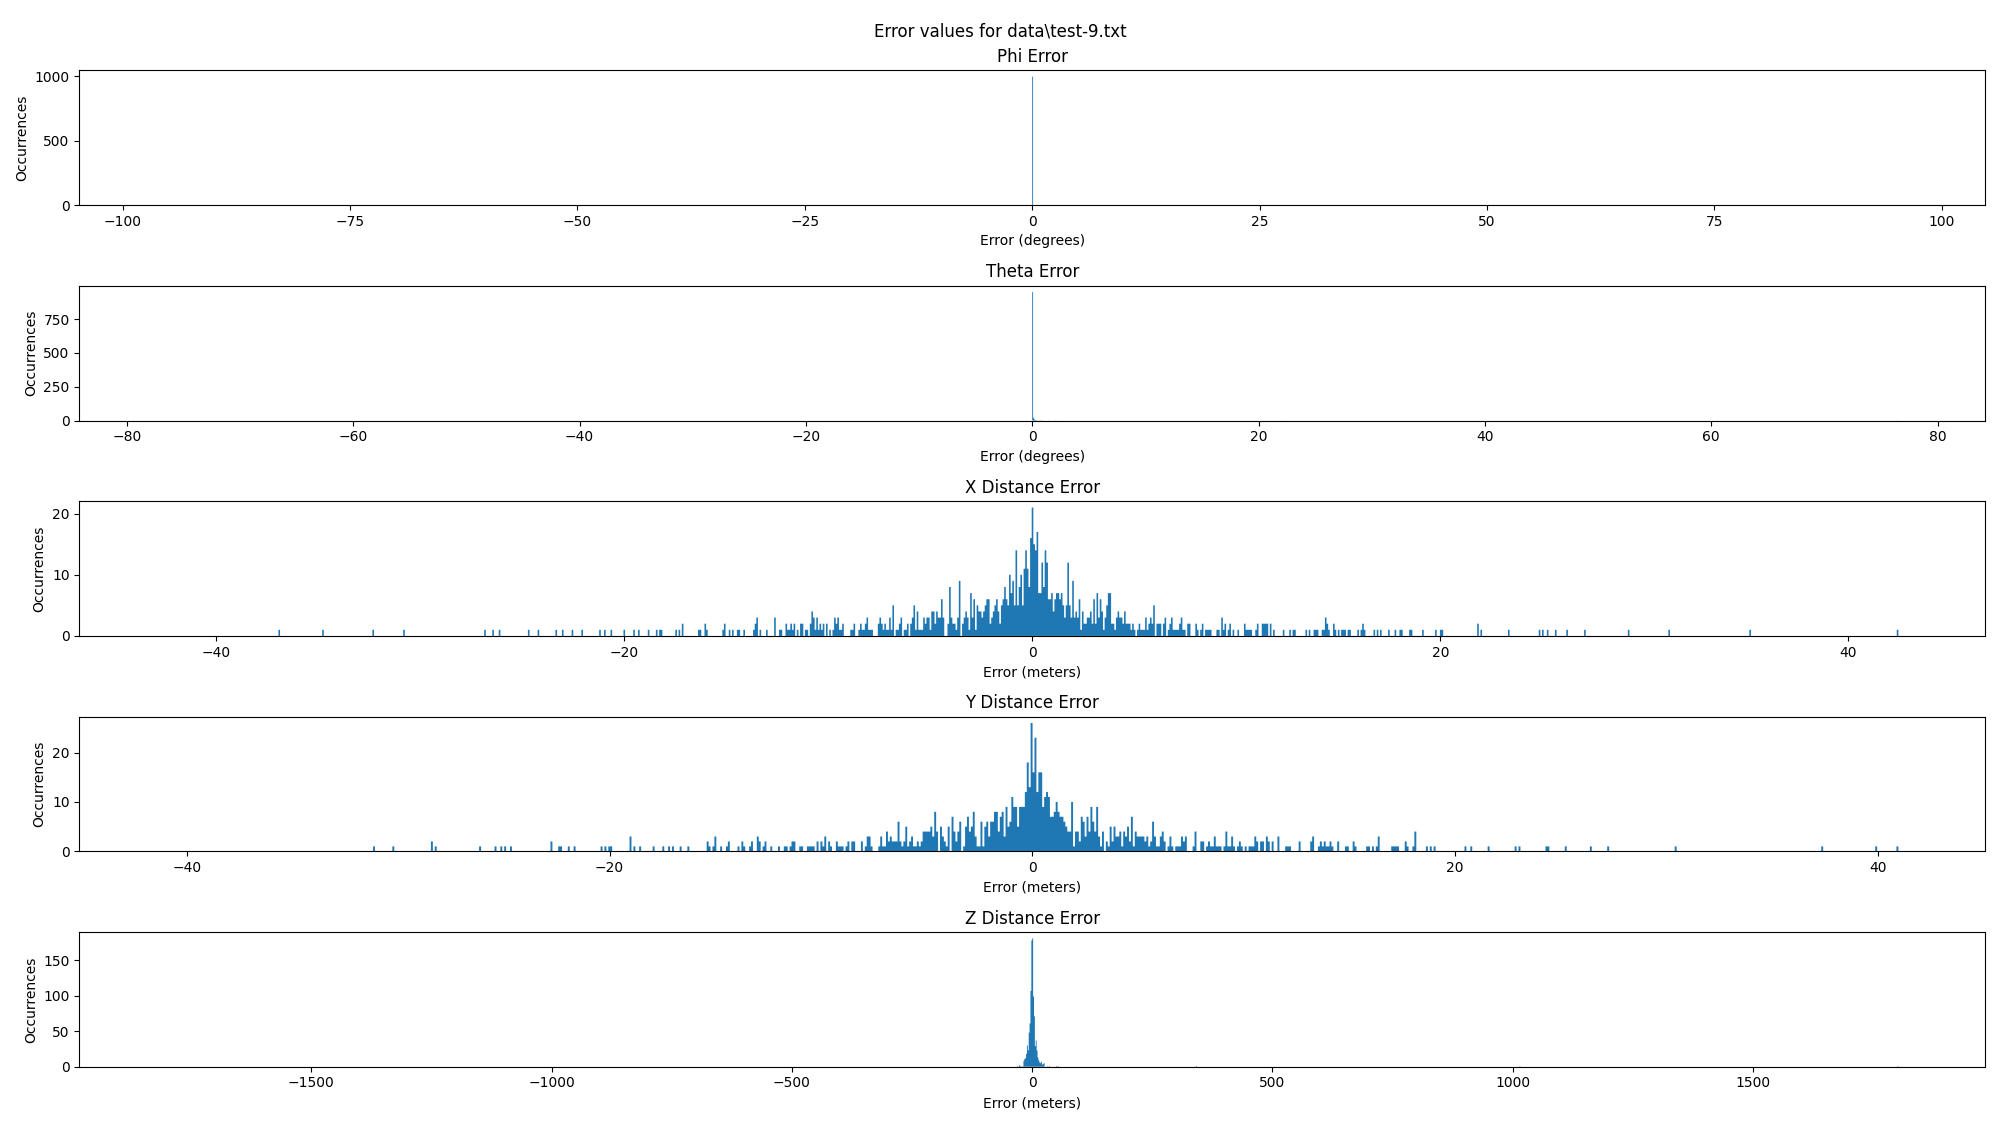 Error values for data\test-9.txt
Phi Error
Occurrences
1000
500
0
−100 −75 −50 −25 0 25 50 75 100
Error (degrees)
Theta Error
Occurrences
750
500
250
0
−80 −60 −40 −20 0 20 40 60 80
Error (degrees)
X Distance Error
Occurrences
20
10
0
−40 −20 0 20 40
Error (meters)
Y Distance Error
Occurrences
20
10
0
−40 −20 0 20 40
Error (meters)
Z Distance Error
Occurrences
150
100
50
0
−1500 −1000 −500 0 500 1000 1500
Error (meters)